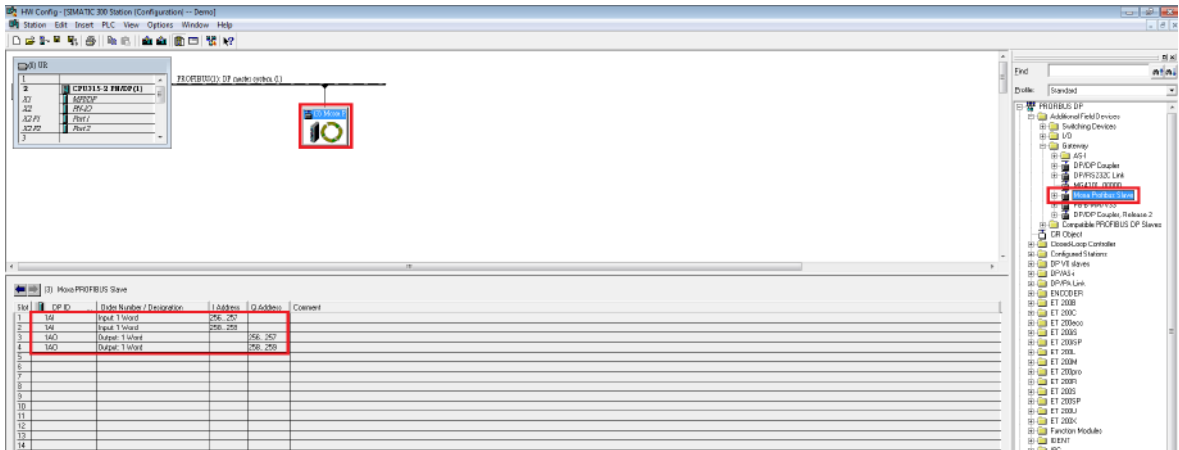 HW Config - [SIMATIC 300 Station (Configuration) -- Demo]
Station Edit Insert PLC View Options Window Help
(0) UR
1
2 CPU315-2 PN/DP(1)
X1 MPI/DP
X2 PN-IO
X2 P1 Port 1
X2 P2 Port 2
3
PROFIBUS(1): DP master system (1)
(3) Moxa P
Find
Profile: Standard
PROFIBUS DP
Additional Field Devices
Switching Devices
I/O
Gateway
AS-I
DP/DP Coupler
DP/RS232C Link
Moxa Profibus Slave
DP/DP Coupler, Release 2
Compatible PROFIBUS DP Slaves
CiR Object
Closed-Loop Controller
Configured Stations
DP V0 slaves
DP/AS-i
DP/PA Link
ENCODER
ET 200B
ET 200C
ET 200eco
ET 200iS
ET 200iSP
ET 200L
ET 200M
ET 200pro
ET 200R
ET 200S
ET 200SP
ET 200U
ET 200X
Function Modules
IDENT
IPC
(3) Moxa PROFIBUS Slave
Slot DP ID ... Order Number / Designation I Address Q Address Comment
1 1AI Input: 1 Word 256..257
2 1AI Input: 1 Word 258..259
3 1AO Output: 1 Word 256..257
4 1AO Output: 1 Word 258..259
5
6
7
8
9
10
11
12
13
14